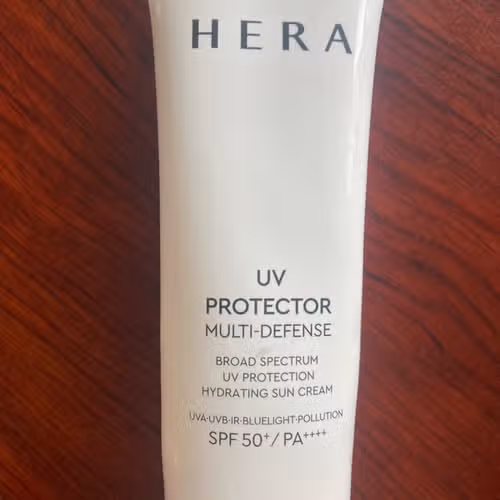 HERA
UV
PROTECTOR
MULTI-DEFENSE
BROAD SPECTRUM
UV PROTECTION
HYDRATING SUN CREAM
UVA·UVB·IR·BLUELIGHT·POLLUTION
SPF 50⁺/ PA⁺⁺⁺⁺